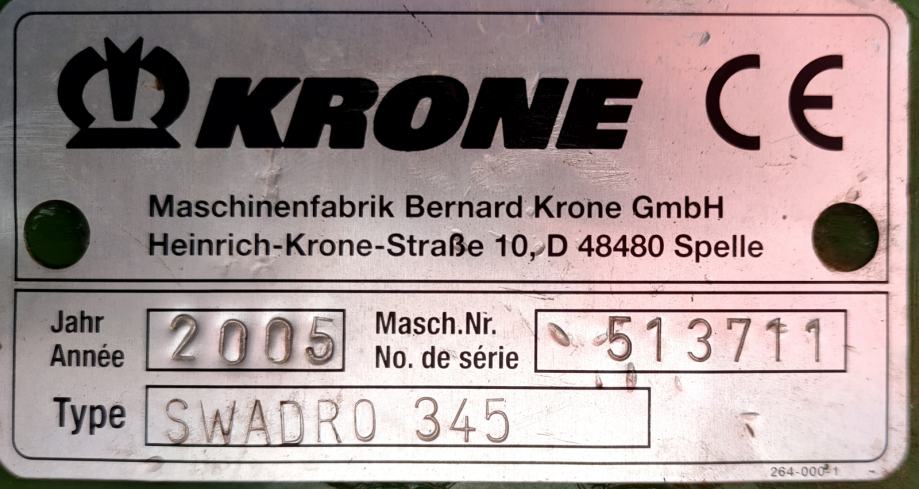 KRONE CE
Maschinenfabrik Bernard Krone GmbH
Heinrich-Krone-Straße 10, D 48480 Spelle
Jahr 2005 Masch.Nr. 513711
Année No. de série
Type SWADRO 345
264-000-1